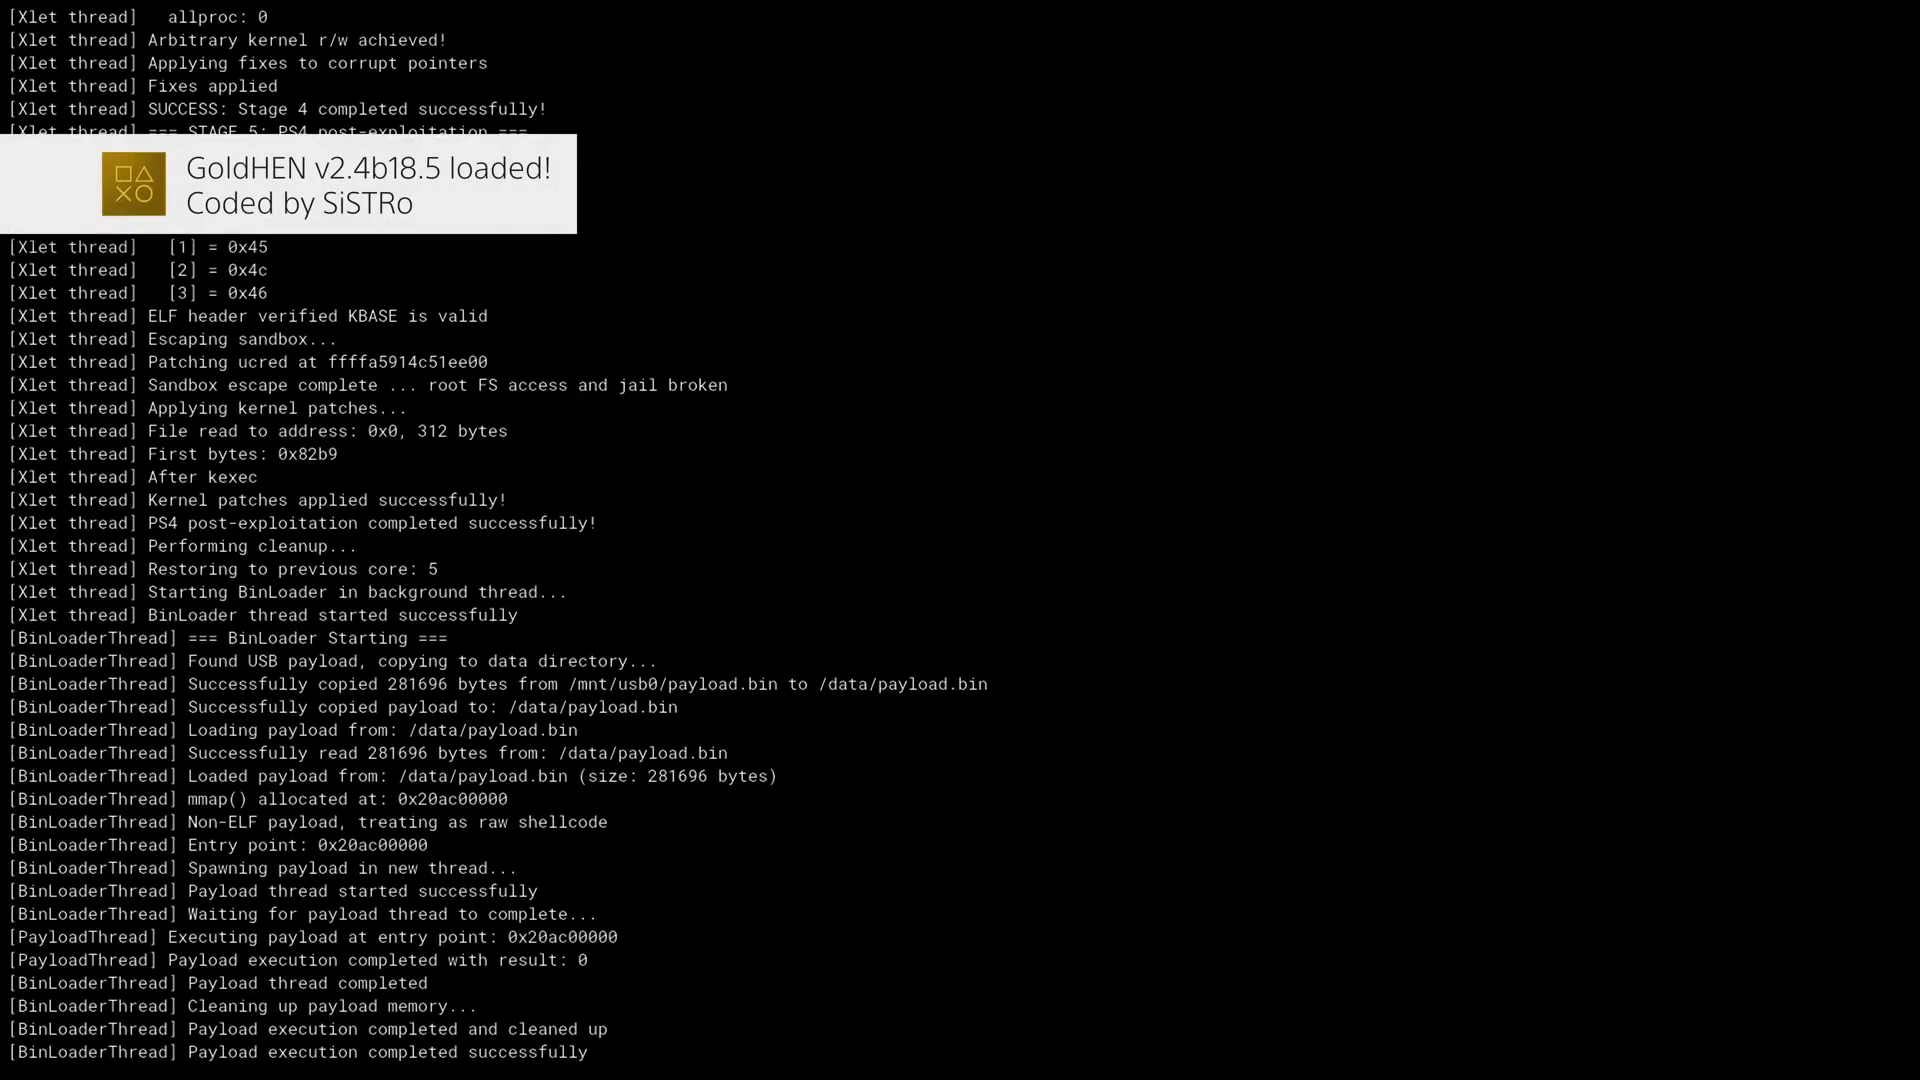 [Xlet thread]   allproc: 0
[Xlet thread] Arbitrary kernel r/w achieved!
[Xlet thread] Applying fixes to corrupt pointers
[Xlet thread] Fixes applied
[Xlet thread] SUCCESS: Stage 4 completed successfully!
[Xlet thread] === STAGE 5: PS4 post-exploitation ===
GoldHEN v2.4b18.5 loaded!
Coded by SiSTRo
[Xlet thread]   [1] = 0x45
[Xlet thread]   [2] = 0x4c
[Xlet thread]   [3] = 0x46
[Xlet thread] ELF header verified KBASE is valid
[Xlet thread] Escaping sandbox...
[Xlet thread] Patching ucred at ffffa5914c51ee00
[Xlet thread] Sandbox escape complete ... root FS access and jail broken
[Xlet thread] Applying kernel patches...
[Xlet thread] File read to address: 0x0, 312 bytes
[Xlet thread] First bytes: 0x82b9
[Xlet thread] After kexec
[Xlet thread] Kernel patches applied successfully!
[Xlet thread] PS4 post-exploitation completed successfully!
[Xlet thread] Performing cleanup...
[Xlet thread] Restoring to previous core: 5
[Xlet thread] Starting BinLoader in background thread...
[Xlet thread] BinLoader thread started successfully
[BinLoaderThread] === BinLoader Starting ===
[BinLoaderThread] Found USB payload, copying to data directory...
[BinLoaderThread] Successfully copied 281696 bytes from /mnt/usb0/payload.bin to /data/payload.bin
[BinLoaderThread] Successfully copied payload to: /data/payload.bin
[BinLoaderThread] Loading payload from: /data/payload.bin
[BinLoaderThread] Successfully read 281696 bytes from: /data/payload.bin
[BinLoaderThread] Loaded payload from: /data/payload.bin (size: 281696 bytes)
[BinLoaderThread] mmap() allocated at: 0x20ac00000
[BinLoaderThread] Non-ELF payload, treating as raw shellcode
[BinLoaderThread] Entry point: 0x20ac00000
[BinLoaderThread] Spawning payload in new thread...
[BinLoaderThread] Payload thread started successfully
[BinLoaderThread] Waiting for payload thread to complete...
[PayloadThread] Executing payload at entry point: 0x20ac00000
[PayloadThread] Payload execution completed with result: 0
[BinLoaderThread] Payload thread completed
[BinLoaderThread] Cleaning up payload memory...
[BinLoaderThread] Payload execution completed and cleaned up
[BinLoaderThread] Payload execution completed successfully